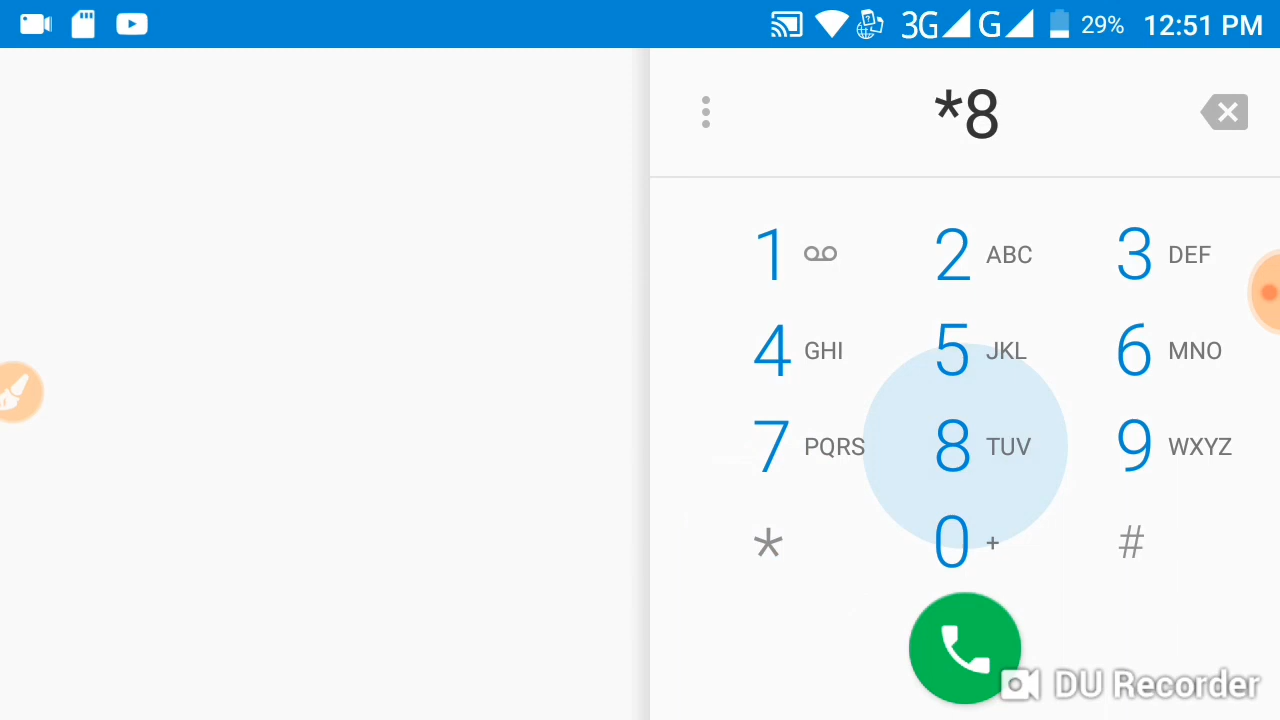 3G G 29% 12:51 PM
*8
1 2 ABC 3 DEF
4 GHI 5 JKL 6 MNO
7 PQRS 8 TUV 9 WXYZ
* 0 + #
DU Recorder